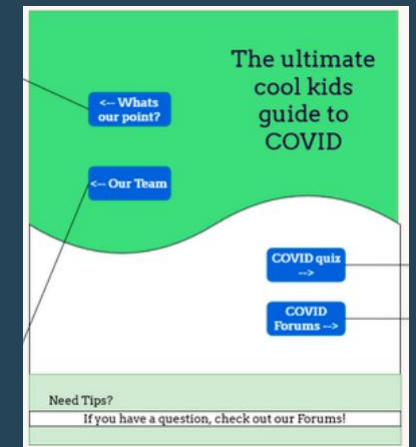 The ultimate
cool kids
guide to
COVID
<-- Whats
our point?
<-- Our Team
COVID quiz
-->
COVID
Forums -->
Need Tips?
If you have a question, check out our Forums!